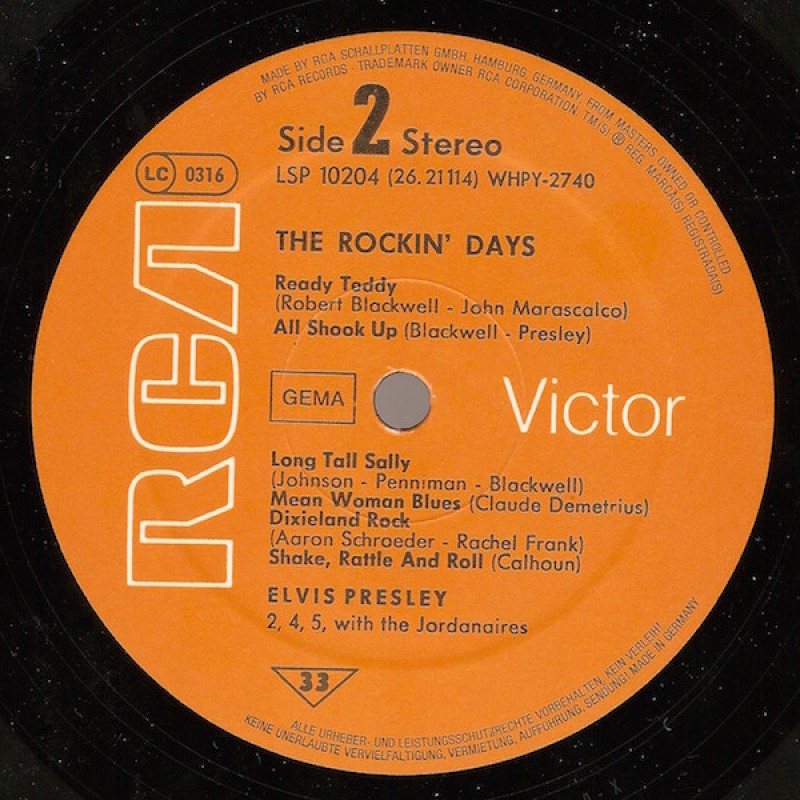 MADE BY RCA SCHALLPLATTEN GMBH, HAMBURG, GERMANY, FROM MASTERS OWNED OR CONTROLLED
BY RCA RECORDS - TRADEMARK OWNER RCA CORPORATION, TM(S) ® REG. MARCA(S) REGISTRADA(S)
Side 2 Stereo
LC 0316
LSP 10204 (26.21114) WHPY-2740
THE ROCKIN' DAYS
Ready Teddy
(Robert Blackwell - John Marascalco)
All Shook Up (Blackwell - Presley)
RCA
GEMA
Victor
Long Tall Sally
(Johnson - Penniman - Blackwell)
Mean Woman Blues (Claude Demetrius)
Dixieland Rock
(Aaron Schroeder - Rachel Frank)
Shake, Rattle And Roll (Calhoun)
ELVIS PRESLEY
2, 4, 5, with the Jordanaires
33
ALLE URHEBER- UND LEISTUNGSSCHUTZRECHTE VORBEHALTEN, KEIN VERLEIH!
KEINE UNERLAUBTE VERVIELFÄLTIGUNG, VERMIETUNG, AUFFÜHRUNG, SENDUNG! MADE IN GERMANY